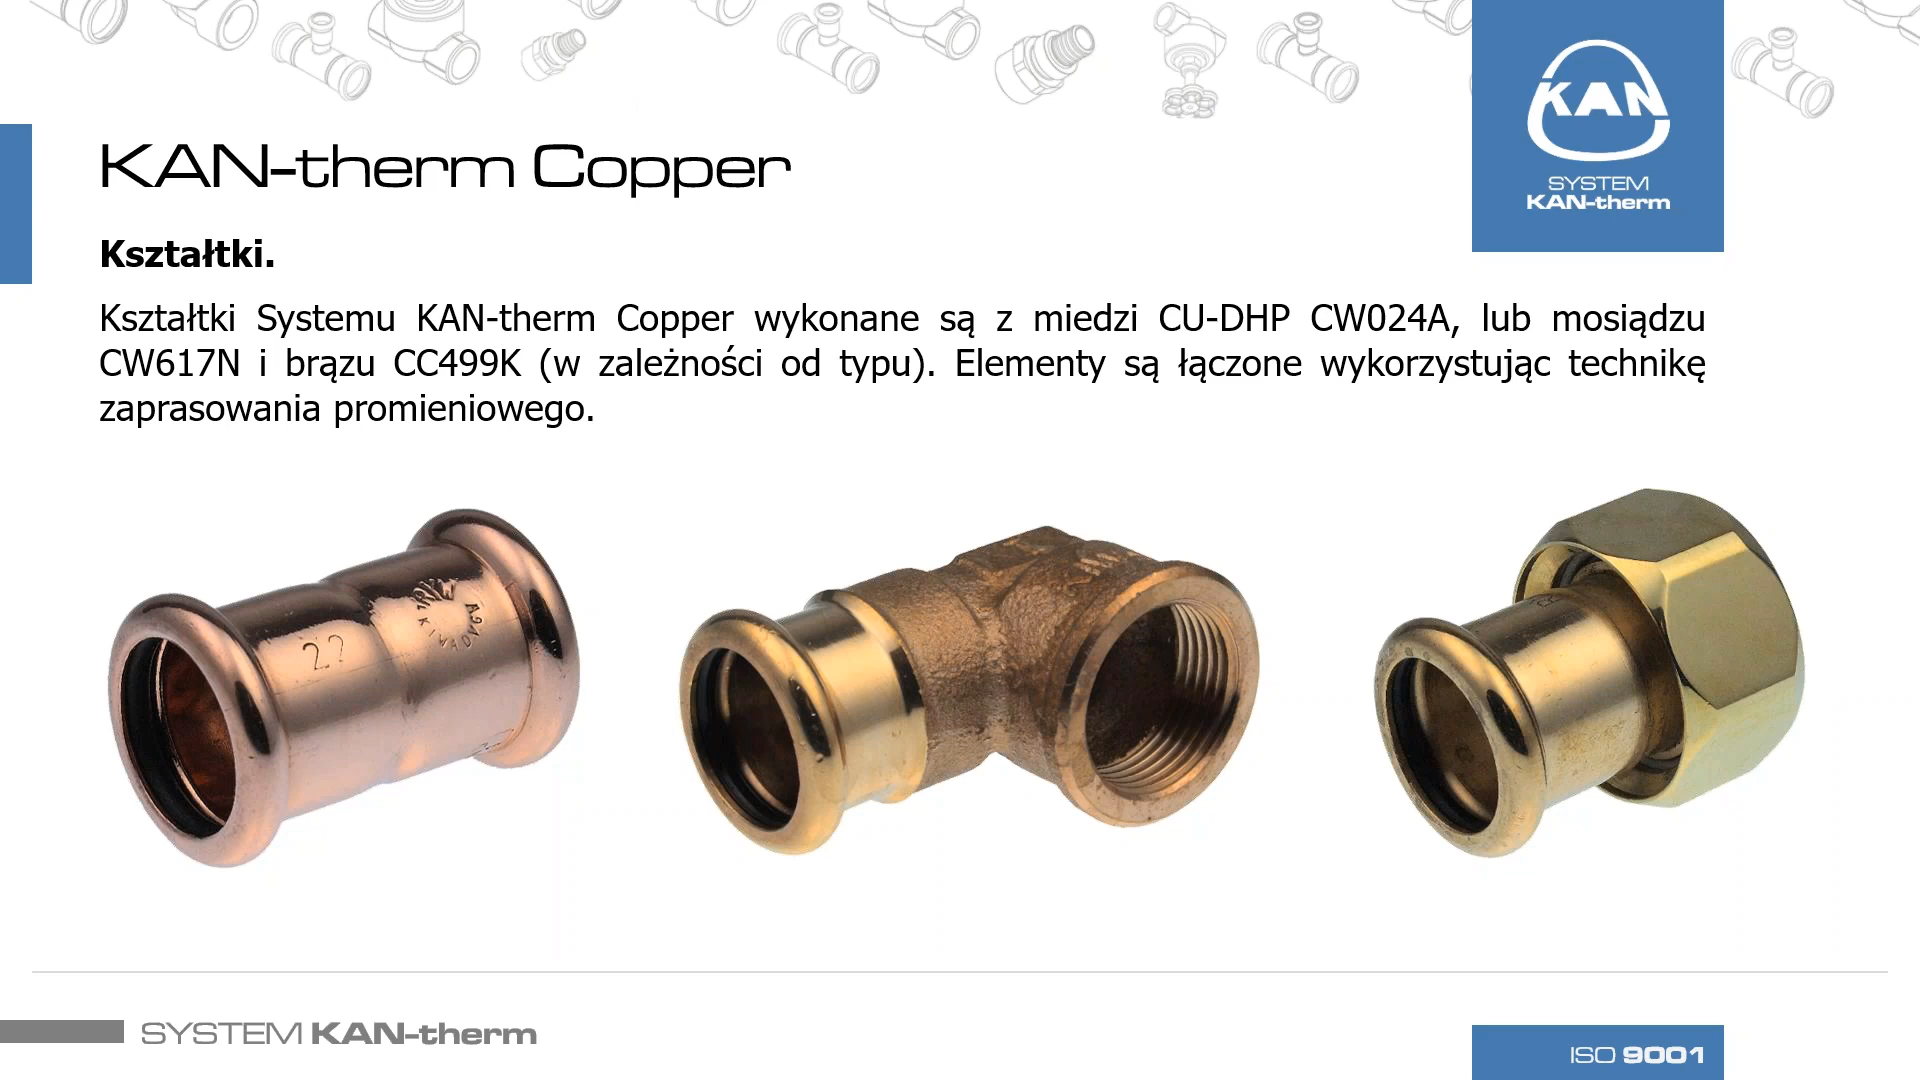 KAN
SYSTEM
KAN-therm
KAN-therm Copper
Kształtki.
Kształtki Systemu KAN-therm Copper wykonane są z miedzi CU-DHP CW024A, lub mosiądzu
CW617N i brązu CC499K (w zależności od typu). Elementy są łączone wykorzystując technikę
zaprasowania promieniowego.
22
SYSTEM KAN-therm
ISO 9001